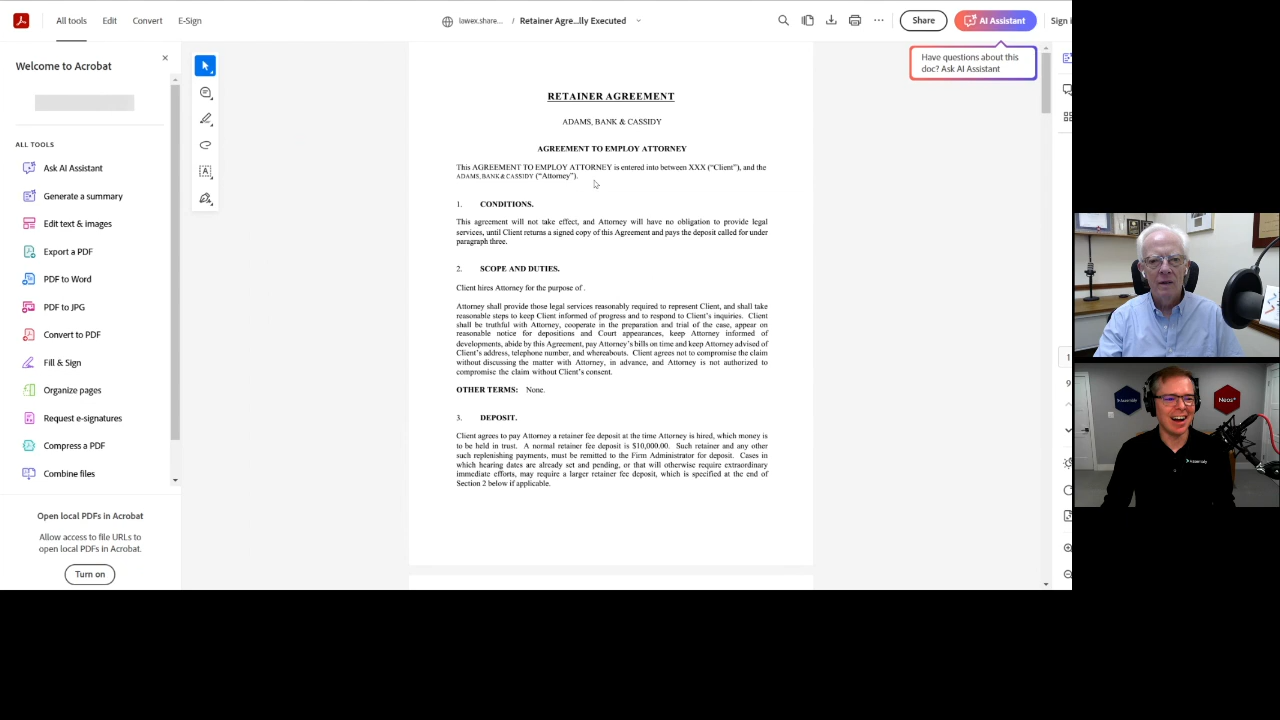 All tools
Edit
Convert
E-Sign
lawex.share...
/
Retainer Agre...lly Executed
...
Share
AI Assistant
Sign i
Have questions about this
doc? Ask AI Assistant
Welcome to Acrobat
ALL TOOLS
Ask AI Assistant
Generate a summary
Edit text & images
Export a PDF
PDF to Word
PDF to JPG
Convert to PDF
Fill & Sign
Organize pages
Request e-signatures
Compress a PDF
Combine files
Open local PDFs in Acrobat
Allow access to file URLs to
open local PDFs in Acrobat.
Turn on
RETAINER AGREEMENT
ADAMS, BANK & CASSIDY
AGREEMENT TO EMPLOY ATTORNEY
This AGREEMENT TO EMPLOY ATTORNEY is entered into between XXX (“Client”), and the
ADAMS, BANK & CASSIDY (“Attorney”).
1. CONDITIONS.
This agreement will not take effect, and Attorney will have no obligation to provide legal
services, until Client returns a signed copy of this Agreement and pays the deposit called for under
paragraph three.
2. SCOPE AND DUTIES.
Client hires Attorney for the purpose of .
Attorney shall provide those legal services reasonably required to represent Client, and shall take
reasonable steps to keep Client informed of progress and to respond to Client’s inquiries. Client
shall be truthful with Attorney, cooperate in the preparation and trial of the case, appear on
reasonable notice for depositions and Court appearances, keep Attorney informed of
developments, abide by this Agreement, pay Attorney’s bills on time and keep Attorney advised of
Client’s address, telephone number, and whereabouts. Client agrees not to compromise the claim
without discussing the matter with Attorney, in advance, and Attorney is not authorized to
compromise the claim without Client’s consent.
OTHER TERMS: None.
3. DEPOSIT.
Client agrees to pay Attorney a retainer fee deposit at the time Attorney is hired, which money is
to be held in trust. A normal retainer fee deposit is $10,000.00. Such retainer and any other
such replenishing payments, must be remitted to the Firm Administrator for deposit. Cases in
which hearing dates are already set and pending, or that will otherwise require extraordinary
immediate efforts, may require a larger retainer fee deposit, which is specified at the end of
Section 2 below if applicable.
1
9
Assembly
Neos
Assembly